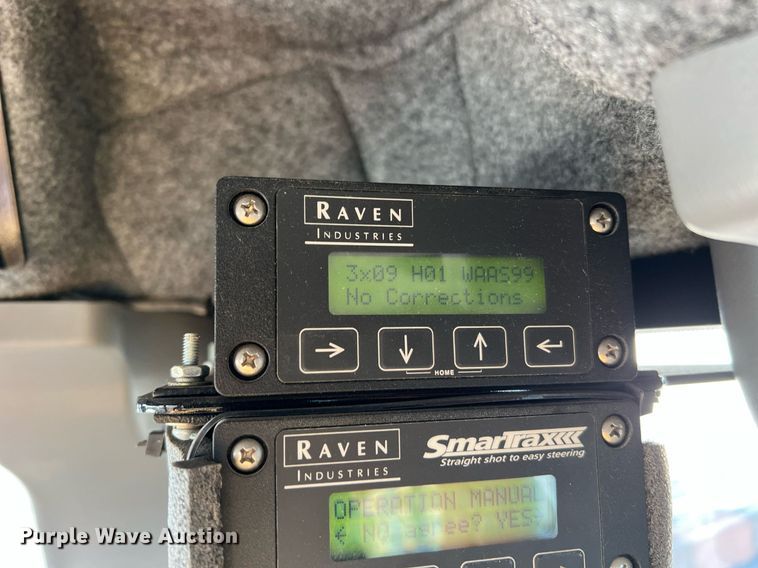 RAVEN
INDUSTRIES
3x09 H01 WAAS99
No Corrections
HOME
RAVEN
INDUSTRIES
SmarTrax
Straight shot to easy steering
OPERATION MANUAL
NO agree? YES
Purple Wave Auction